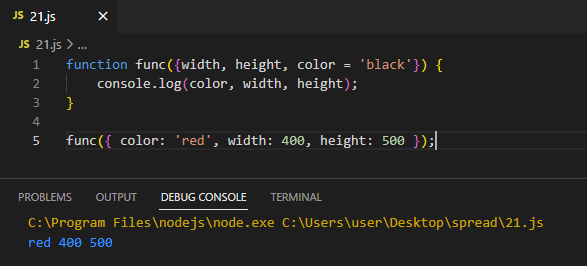 JS 21.js ×
JS 21.js > ...
1 function func({width, height, color = 'black'}) {
2 console.log(color, width, height);
3 }
4
5 func({ color: 'red', width: 400, height: 500 });
PROBLEMS OUTPUT DEBUG CONSOLE TERMINAL
C:\Program Files\nodejs\node.exe C:\Users\user\Desktop\spread\21.js
red 400 500